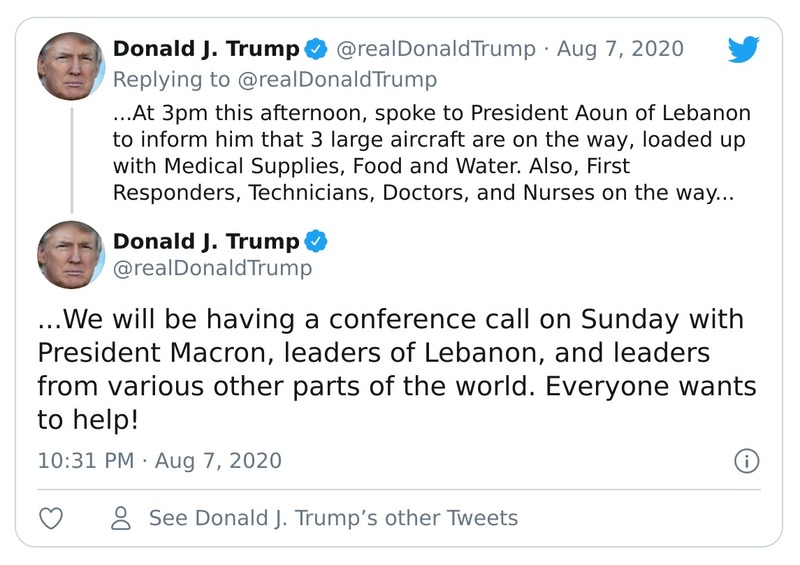 Donald J. Trump @realDonaldTrump · Aug 7, 2020
Replying to @realDonaldTrump
...At 3pm this afternoon, spoke to President Aoun of Lebanon
to inform him that 3 large aircraft are on the way, loaded up
with Medical Supplies, Food and Water. Also, First
Responders, Technicians, Doctors, and Nurses on the way...
Donald J. Trump
@realDonaldTrump
...We will be having a conference call on Sunday with
President Macron, leaders of Lebanon, and leaders
from various other parts of the world. Everyone wants
to help!
10:31 PM · Aug 7, 2020
See Donald J. Trump’s other Tweets